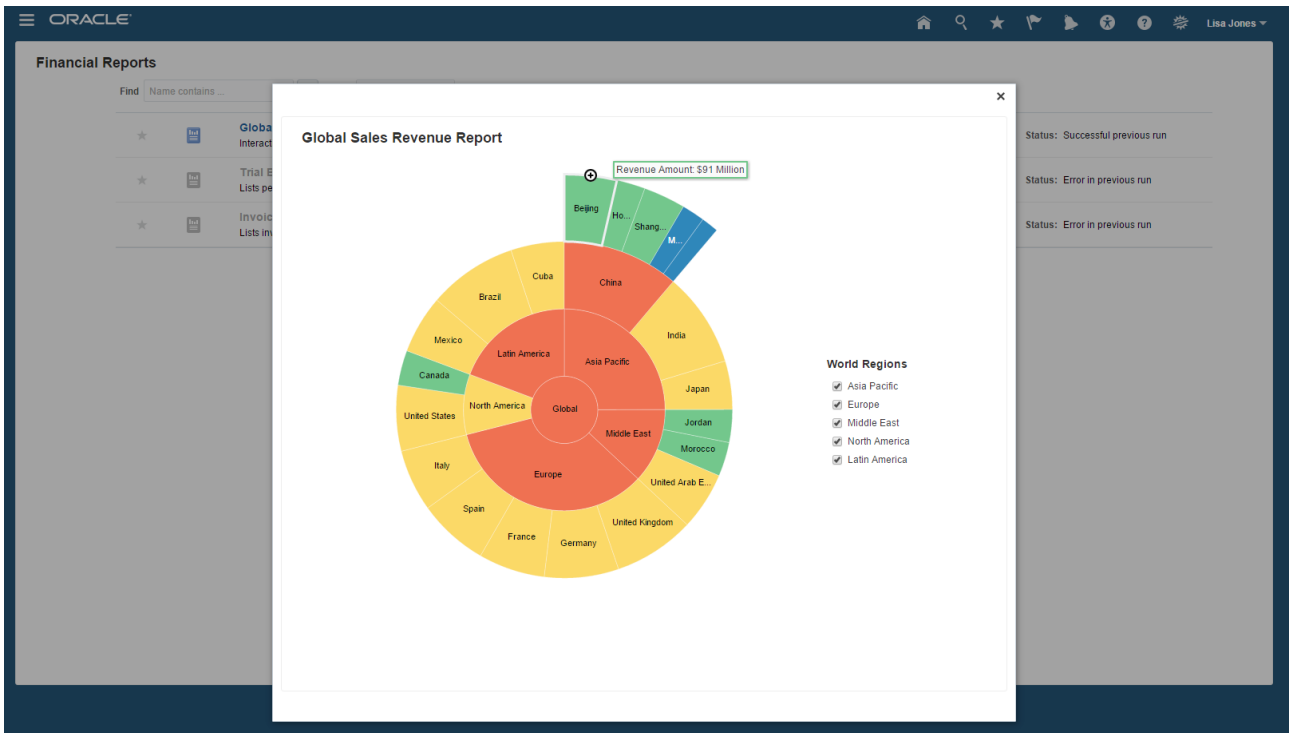 ORACLE
Lisa Jones
Financial Reports
Find Name contains ...
Globa
Interact
Status: Successful previous run
Trial E
Lists pe
Status: Error in previous run
Invoic
Lists inv
Status: Error in previous run
Global Sales Revenue Report
Revenue Amount: $91 Million
Beijing
Ho...
Shang...
M...
China
Cuba
Brazil
India
Mexico
Latin America
Asia Pacific
Canada
Japan
North America
Global
United States
Jordan
Middle East
Morocco
Italy
Europe
United Arab E...
Spain
United Kingdom
France
Germany
World Regions
Asia Pacific
Europe
Middle East
North America
Latin America